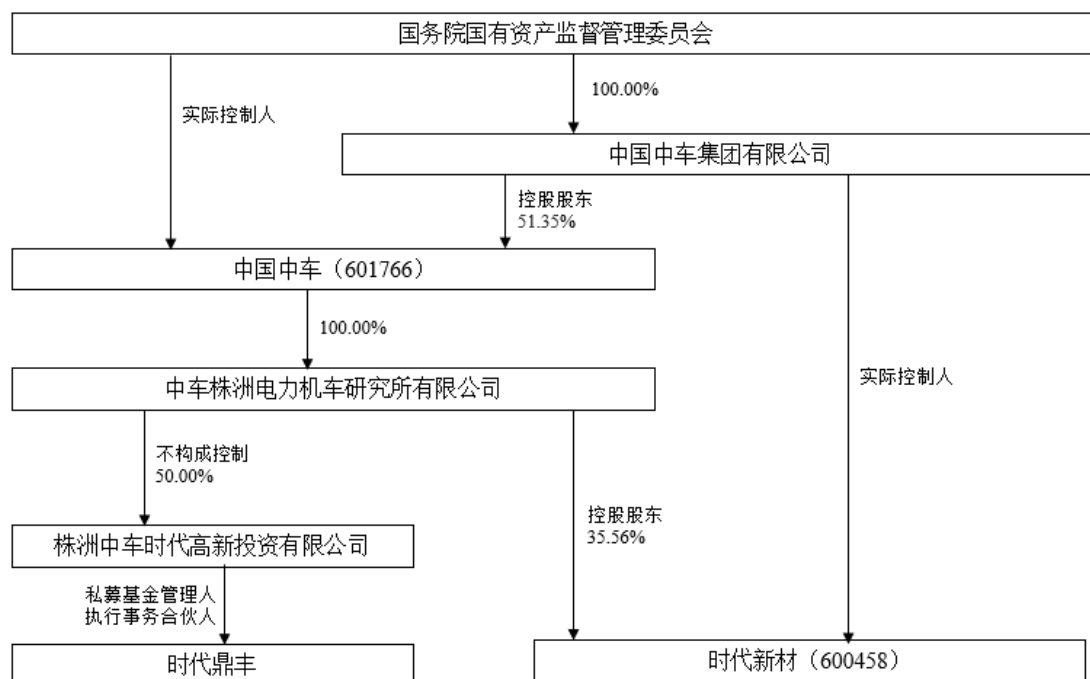 国务院国有资产监督管理委员会
实际控制人
100.00%
中国中车集团有限公司
控股股东
51.35%
中国中车（601766）
100.00%
中车株洲电力机车研究所有限公司
实际控制人
不构成控制
50.00%
控股股东
35.56%
株洲中车时代高新投资有限公司
私募基金管理人
执行事务合伙人
时代鼎丰
时代新材（600458）